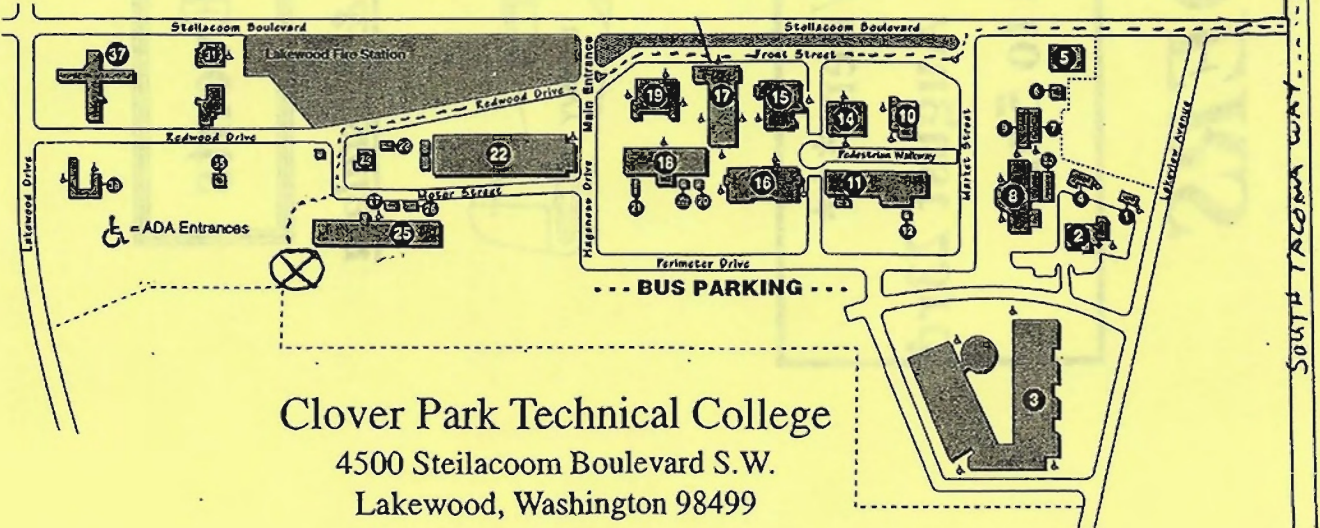 Steilacoom Boulevard
Steilacoom Boulevard
37
Lakewood Fire Station
Main Entrance
Front Street
5
Redwood Drive
19
17
15
14
10
Redwood Drive
22
18
Pedestrian Walkway
16
11
8
2
Motor Street
25
12
♿ = ADA Entrances
Lakewood Drive
Hageness Drive
Market Street
Lakeview Avenue
SOUTH TACOMA WAY
Perimeter Drive
--- BUS PARKING ---
3
Clover Park Technical College
4500 Steilacoom Boulevard S.W.
Lakewood, Washington 98499